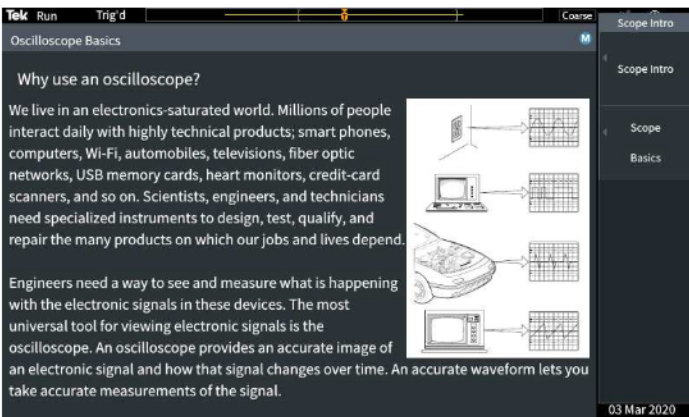 Tek Run Trig'd Coarse
Scope Intro
Oscilloscope Basics M
Why use an oscilloscope?
Scope Intro
We live in an electronics-saturated world. Millions of people
interact daily with highly technical products; smart phones,
computers, Wi-Fi, automobiles, televisions, fiber optic
networks, USB memory cards, heart monitors, credit-card
scanners, and so on. Scientists, engineers, and technicians
need specialized instruments to design, test, qualify, and
repair the many products on which our jobs and lives depend.
Scope
Basics
Engineers need a way to see and measure what is happening
with the electronic signals in these devices. The most
universal tool for viewing electronic signals is the
oscilloscope. An oscilloscope provides an accurate image of
an electronic signal and how that signal changes over time. An accurate waveform lets you
take accurate measurements of the signal.
03 Mar 2020